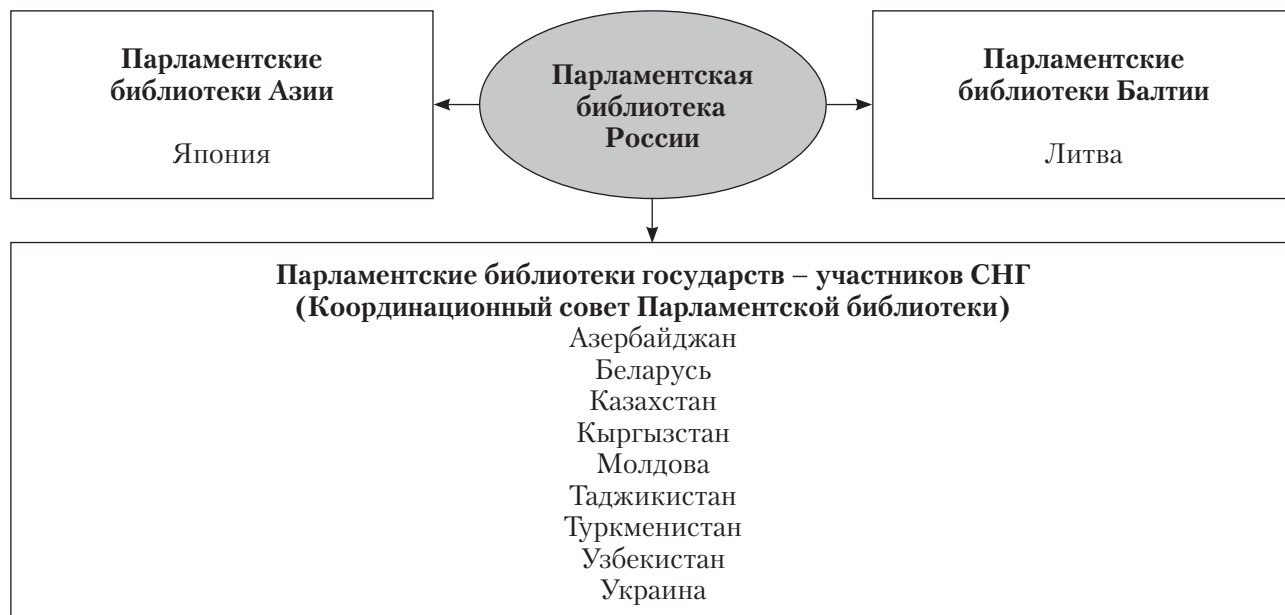 Парламентские
библиотеки Азии
Япония
Парламентская
библиотека
России
Парламентские
библиотеки Балтии
Литва
Парламентские библиотеки государств – участников СНГ
(Координационный совет Парламентской библиотеки)
Азербайджан
Беларусь
Казахстан
Кыргызстан
Молдова
Таджикистан
Туркменистан
Узбекистан
Украина